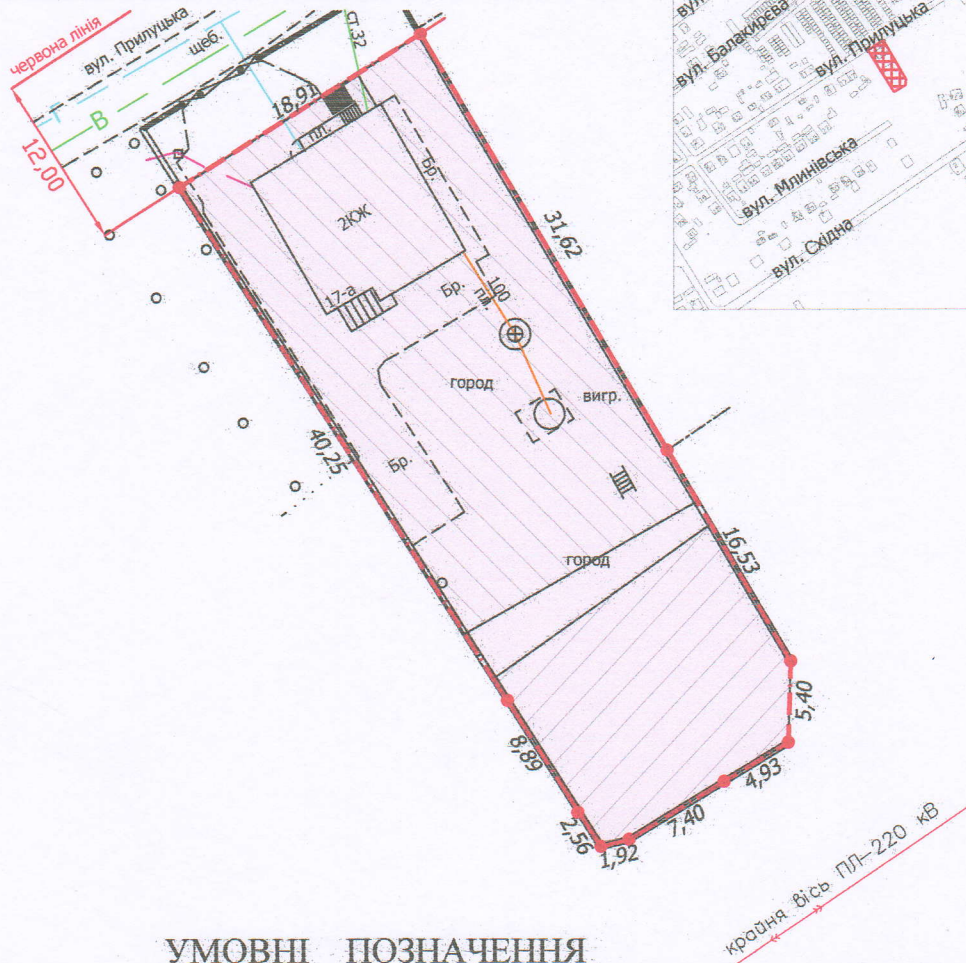 червона лінія
вул. Прилуцька
щеб.
Т
В
12,00
18,91
ст.32
пл.
Бр.
2КЖ
17-а
Бр.
пл.
100
31,62
город
вигр.
40,25
Бр.
16,53
город
5,40
8,89
4,93
7,40
2,56
1,92
вул. Балакирева
вул. Прилуцька
вул. Млинівська
вул. Східна
крайня вісь ПЛ-220 кВ
УМОВНІ ПОЗНАЧЕННЯ